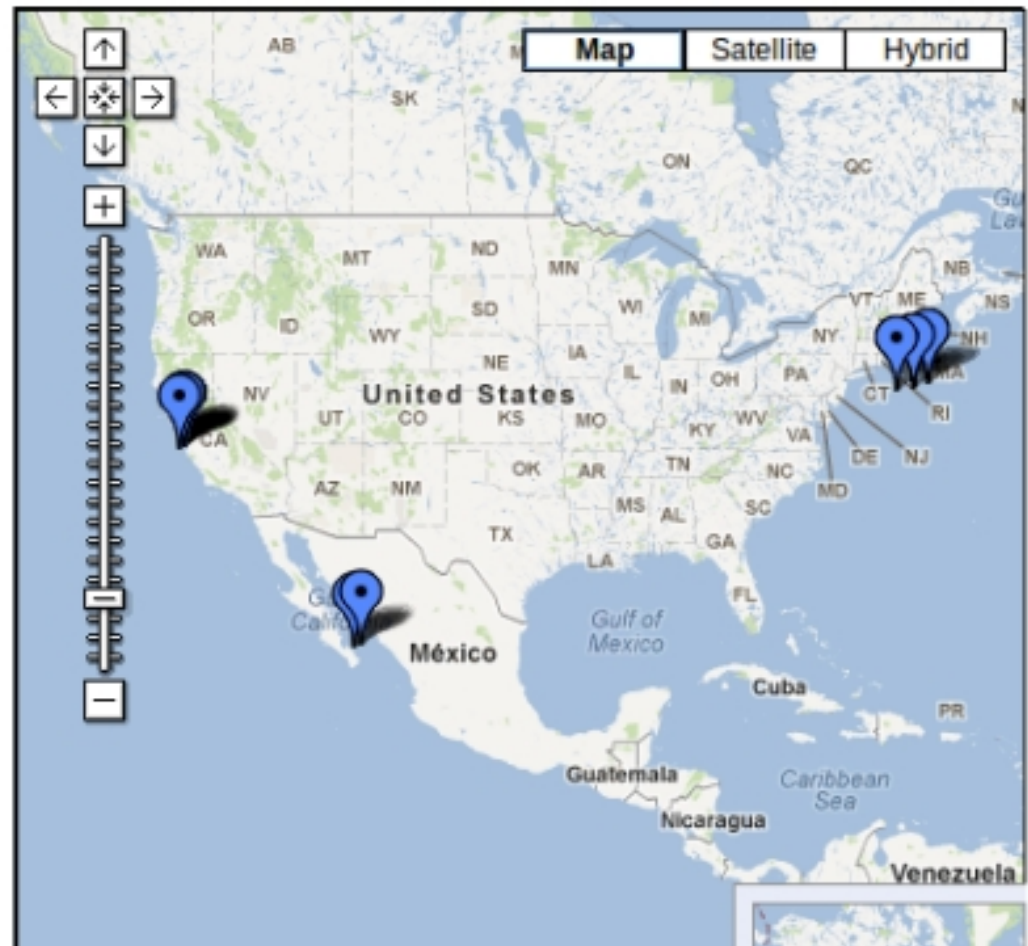 AB
Map
Satellite
Hybrid
SK
ON
QC
WA
MT
ND
MN
NB
OR
ID
SD
WI
MI
VT
ME
NS
WY
NY
NH
NE
IA
NV
United States
IL
IN
OH
PA
CT
MA
UT
CO
KS
MO
KY
WV
RI
CA
VA
DE
NJ
AZ
NM
OK
AR
TN
NC
MD
TX
MS
AL
SC
LA
GA
FL
Gulf of
Mexico
México
Cuba
PR
Guatemala
Caribbean
Sea
Nicaragua
Venezuela